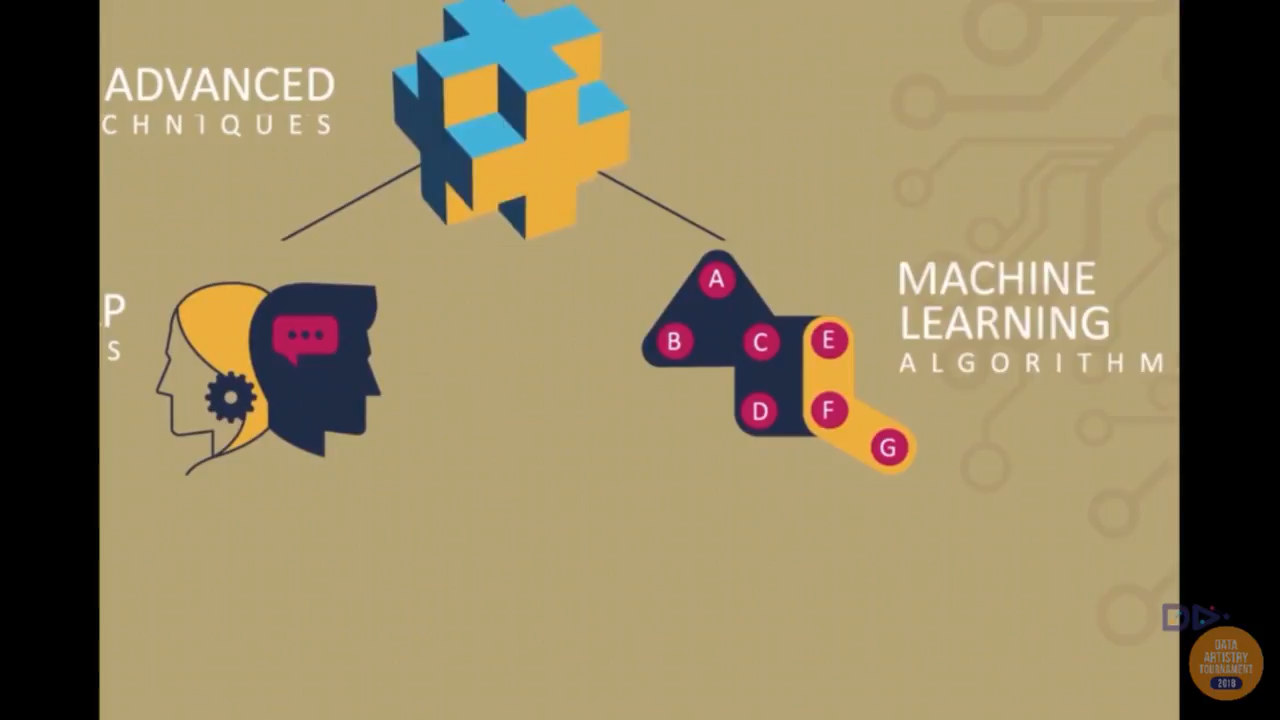 ADVANCED
CHNIQUES
P
S
A
B
C
E
D
F
G
MACHINE
LEARNING
ALGORITHM
DATA
ARTISTRY
TOURNAMENT
2018